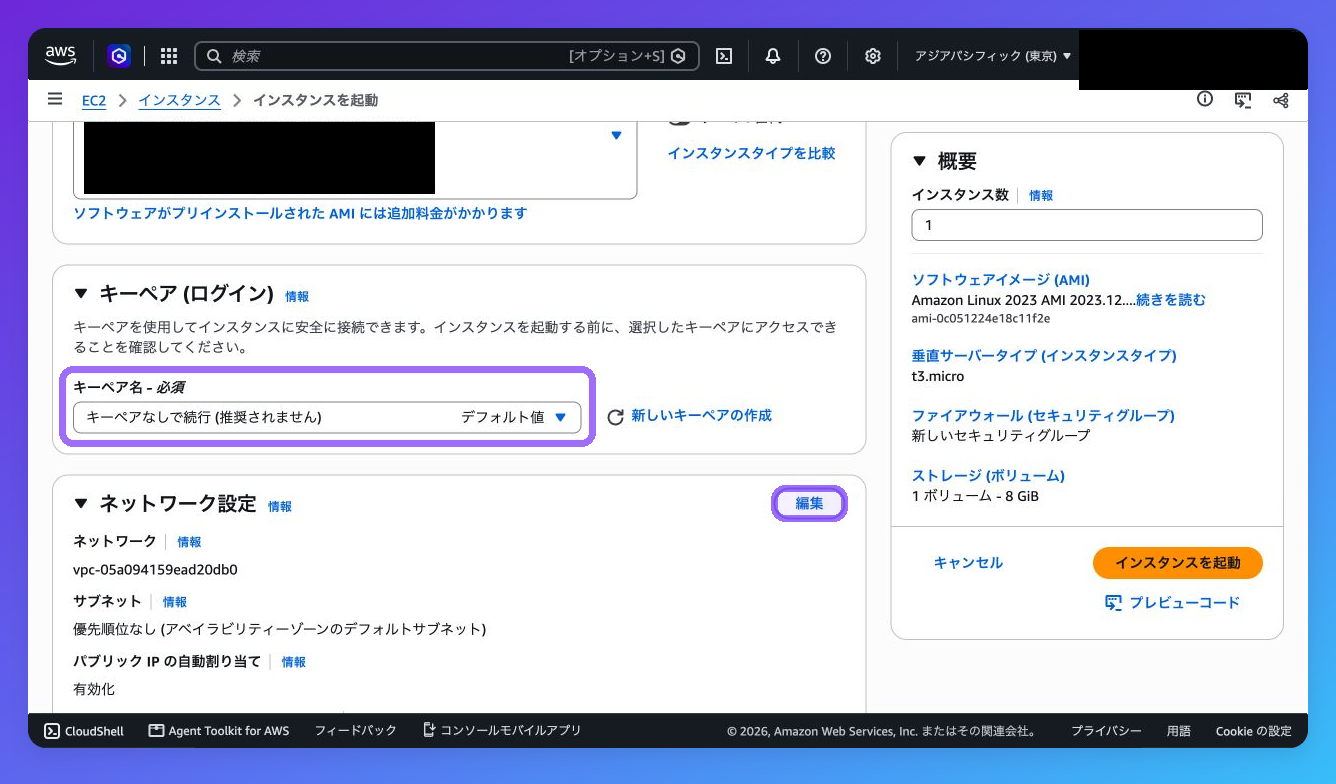 aws
検索
[オプション+S]
アジアパシフィック (東京)
EC2
インスタンス
インスタンスを起動
インスタンスタイプを比較
ソフトウェアがプリインストールされた AMI には追加料金がかかります
キーペア (ログイン) 情報
キーペアを使用してインスタンスに安全に接続できます。インスタンスを起動する前に、選択したキーペアにアクセスでき
ることを確認してください。
キーペア名 - 必須
キーペアなしで続行 (推奨されません) デフォルト値
新しいキーペアの作成
ネットワーク設定 情報
編集
ネットワーク 情報
vpc-05a094159ead20db0
サブネット 情報
優先順位なし (アベイラビリティーゾーンのデフォルトサブネット)
パブリック IP の自動割り当て 情報
有効化
概要
インスタンス数 情報
1
ソフトウェアイメージ (AMI)
Amazon Linux 2023 AMI 2023.12....続きを読む
ami-0c051224e18c11f2e
垂直サーバータイプ (インスタンスタイプ)
t3.micro
ファイアウォール (セキュリティグループ)
新しいセキュリティグループ
ストレージ (ボリューム)
1 ボリューム - 8 GiB
キャンセル
インスタンスを起動
プレビューコード
CloudShell
Agent Toolkit for AWS
フィードバック
コンソールモバイルアプリ
© 2026, Amazon Web Services, Inc. またはその関連会社。
プライバシー
用語
Cookie の設定